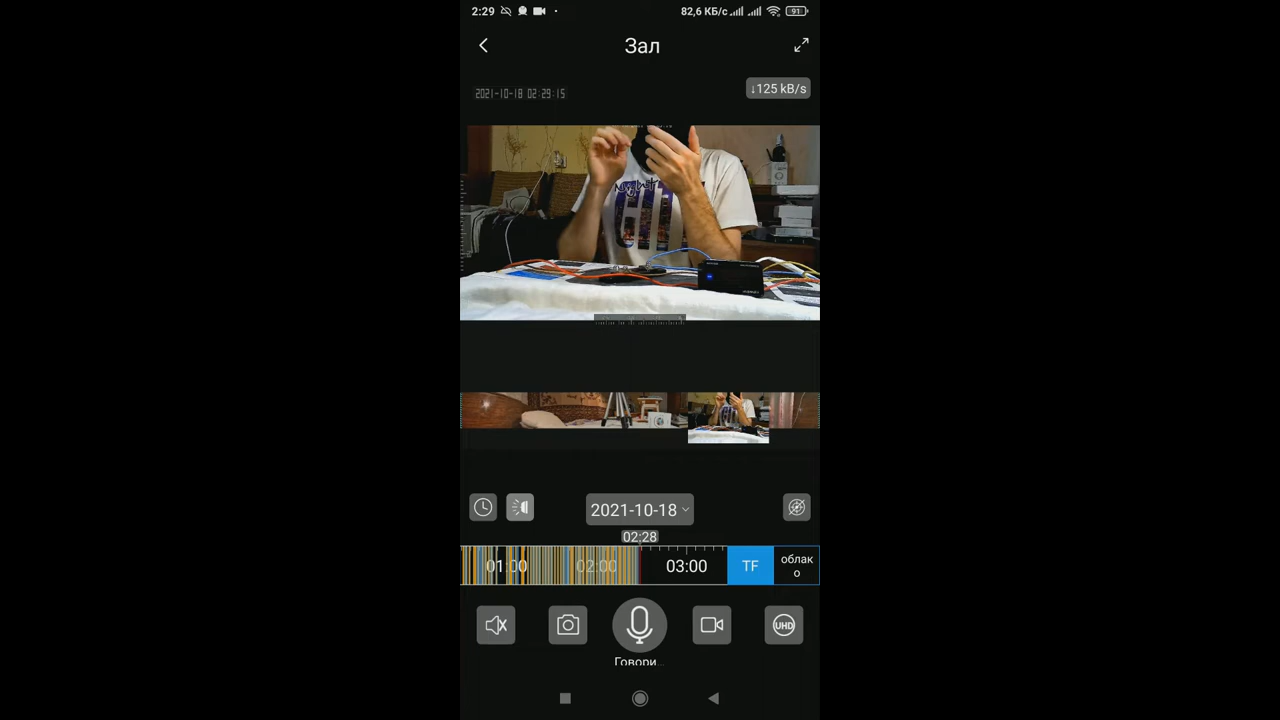 2:29
82,6 КБ/с
91
Зал
2021-10-18 02:29:15
↓125 kB/s
2021-10-18
02:28
01:00
02:00
03:00
TF
облак
о
UHD
Говори...